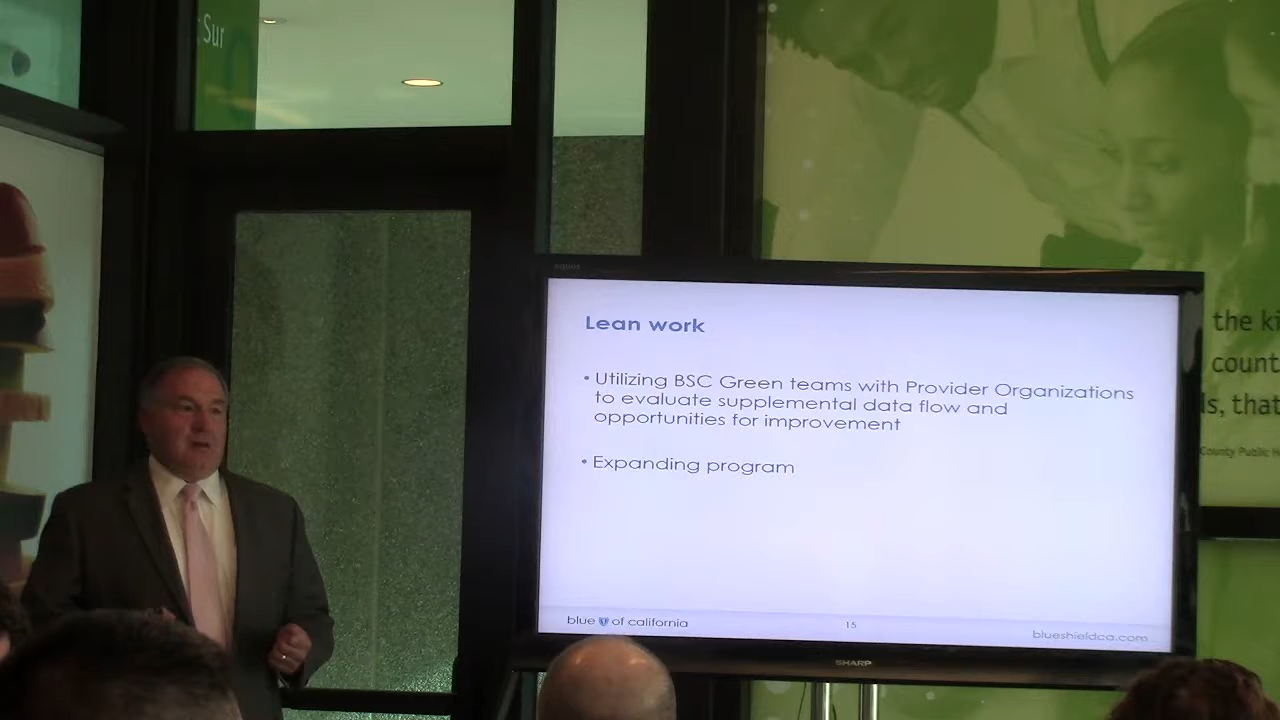 Sur
Lean work
• Utilizing BSC Green teams with Provider Organizations
to evaluate supplemental data flow and
opportunities for improvement
• Expanding program
blue of california
15
blueshieldca.com
SHARP
the ki
count
ls, that
County Public H